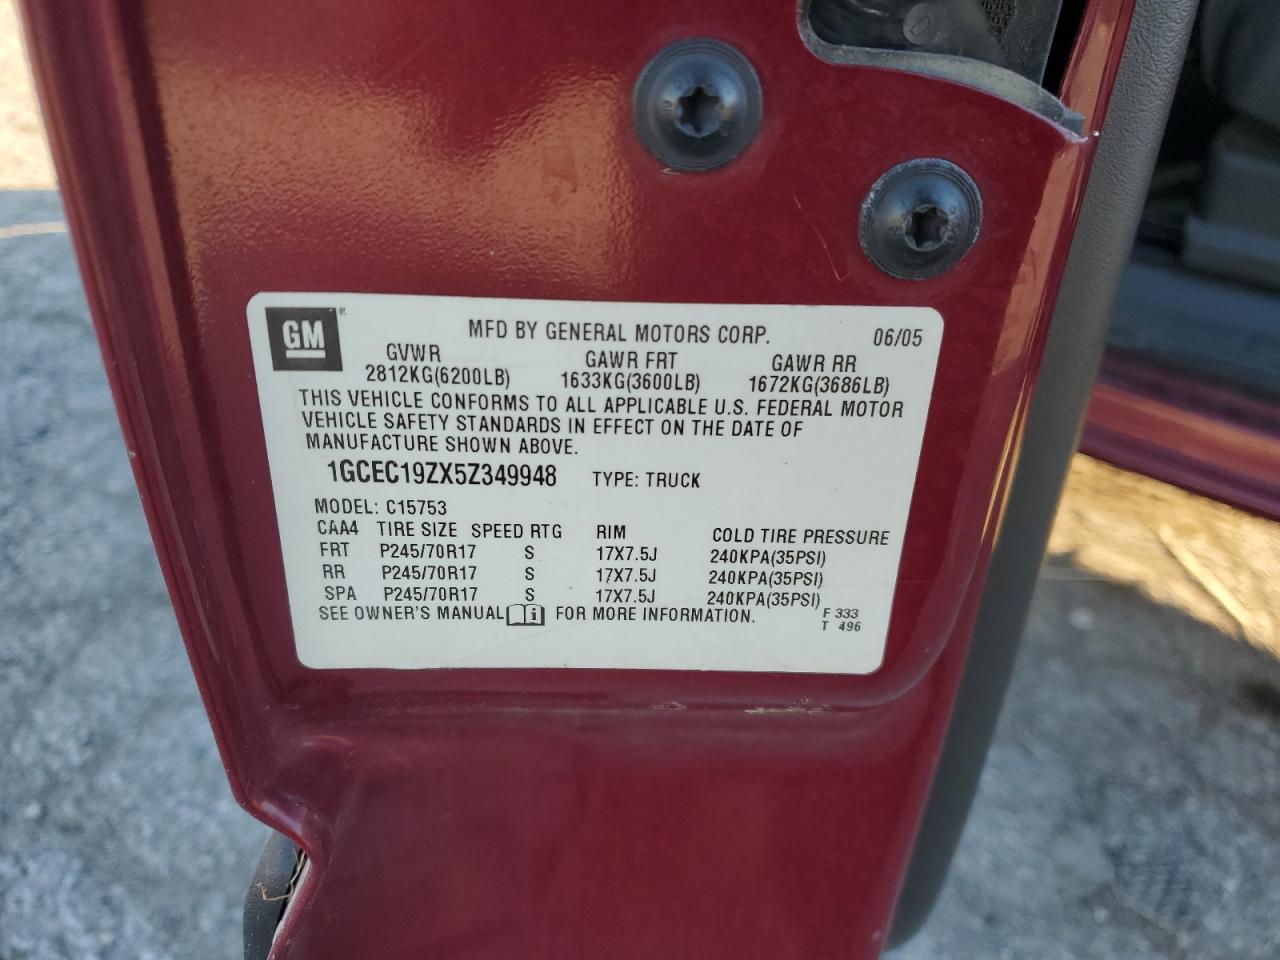 GM®
MFD BY GENERAL MOTORS CORP. 06/05
GVWR GAWR FRT GAWR RR
2812KG(6200LB) 1633KG(3600LB) 1672KG(3686LB)
THIS VEHICLE CONFORMS TO ALL APPLICABLE U.S. FEDERAL MOTOR
VEHICLE SAFETY STANDARDS IN EFFECT ON THE DATE OF
MANUFACTURE SHOWN ABOVE.
1GCEC19ZX5Z349948 TYPE: TRUCK
MODEL: C15753
CAA4 TIRE SIZE SPEED RTG RIM COLD TIRE PRESSURE
FRT P245/70R17 S 17X7.5J 240KPA(35PSI)
RR P245/70R17 S 17X7.5J 240KPA(35PSI)
SPA P245/70R17 S 17X7.5J 240KPA(35PSI)
SEE OWNER'S MANUAL i FOR MORE INFORMATION. F 333
T 496